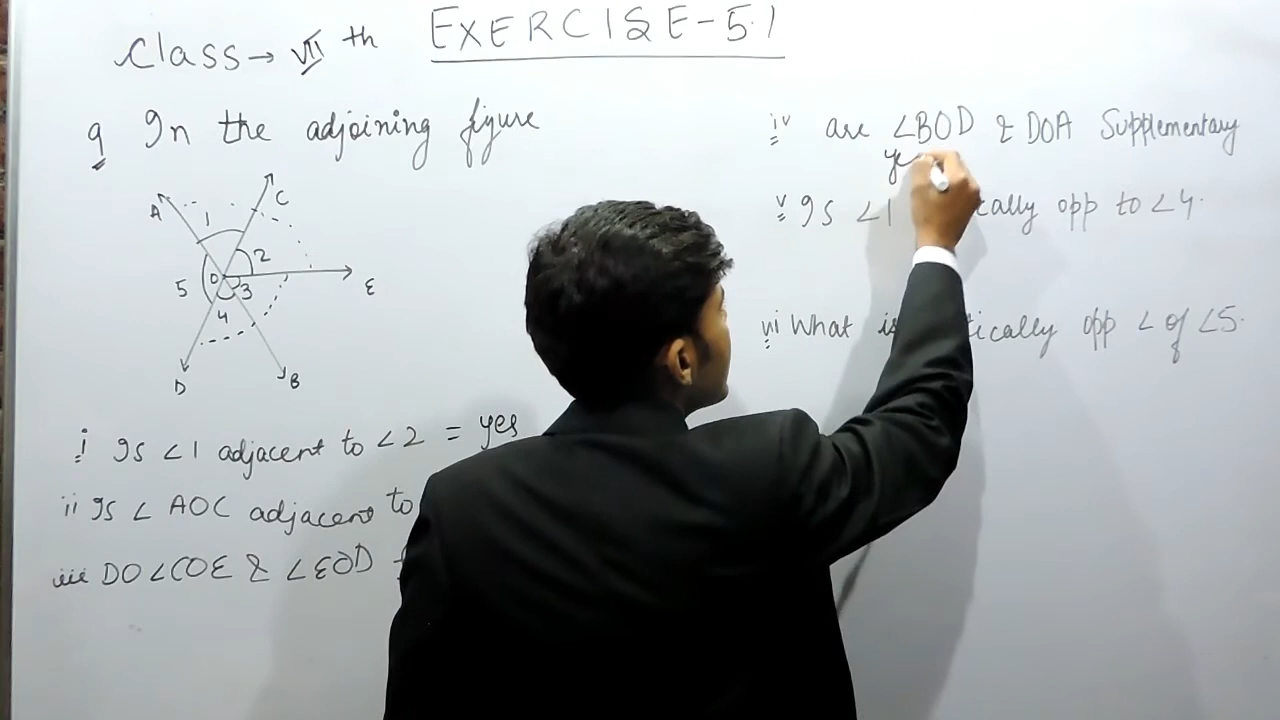 Class → VII th
EXERCISE-5.1
9 In the adjoining figure
A
C
1
2
5
O
3
E
4
D
B
i Is ∠1 adjacent to ∠2 = yes
ii Is ∠ AOC adjacent to
iii DO ∠COE & ∠EOD
iv are ∠BOD & DOA Supplementary
ye
v Is ∠1 cally opp to ∠4.
vi What is tically opp ∠ of ∠5.